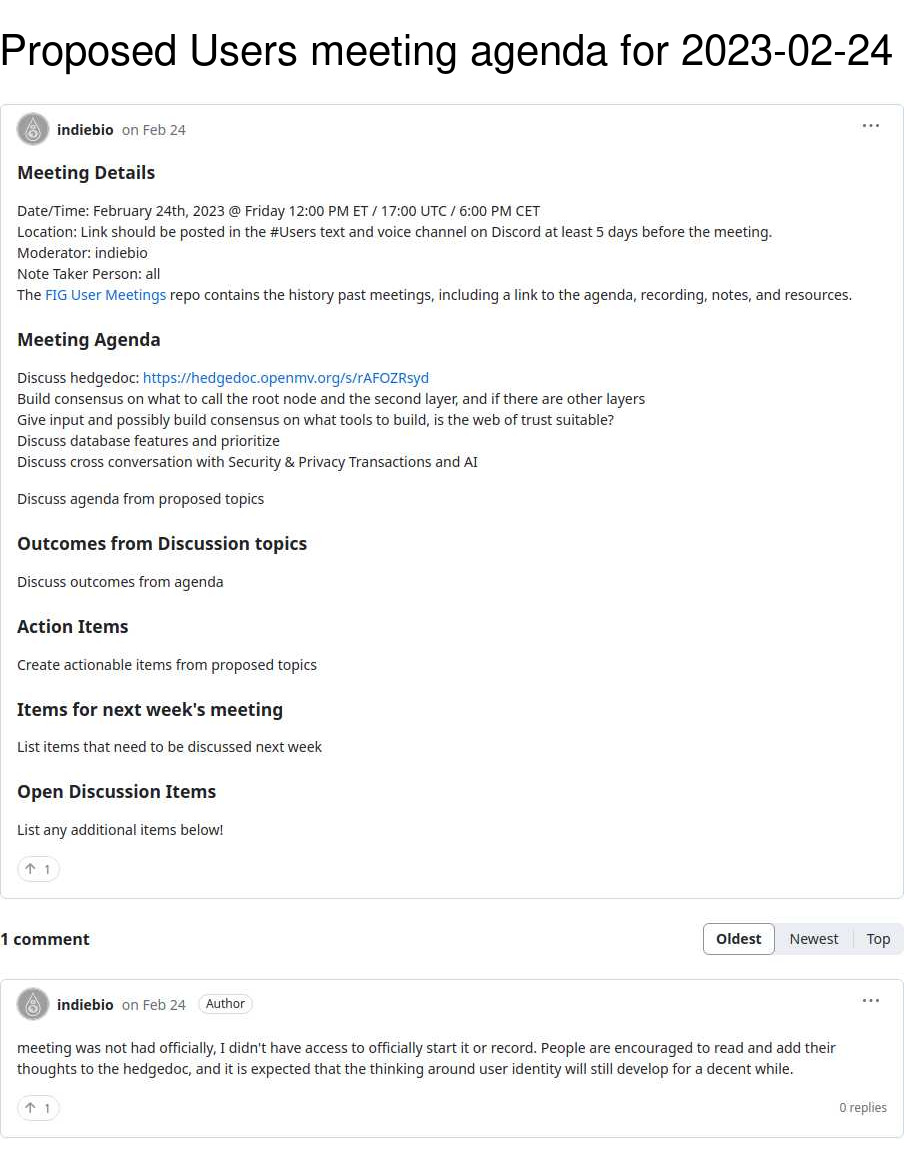 Proposed Users meeting agenda for 2023-02-24
indiebio on Feb 24 ...
Meeting Details
Date/Time: February 24th, 2023 @ Friday 12:00 PM ET / 17:00 UTC / 6:00 PM CET
Location: Link should be posted in the #Users text and voice channel on Discord at least 5 days before the meeting.
Moderator: indiebio
Note Taker Person: all
The FIG User Meetings repo contains the history past meetings, including a link to the agenda, recording, notes, and resources.
Meeting Agenda
Discuss hedgedoc: https://hedgedoc.openmv.org/s/rAFOZRsyd
Build consensus on what to call the root node and the second layer, and if there are other layers
Give input and possibly build consensus on what tools to build, is the web of trust suitable?
Discuss database features and prioritize
Discuss cross conversation with Security & Privacy Transactions and AI
Discuss agenda from proposed topics
Outcomes from Discussion topics
Discuss outcomes from agenda
Action Items
Create actionable items from proposed topics
Items for next week's meeting
List items that need to be discussed next week
Open Discussion Items
List any additional items below!
↑ 1
1 comment Oldest Newest Top
indiebio on Feb 24 Author ...
meeting was not had officially, I didn't have access to officially start it or record. People are encouraged to read and add their
thoughts to the hedgedoc, and it is expected that the thinking around user identity will still develop for a decent while.
↑ 1 0 replies